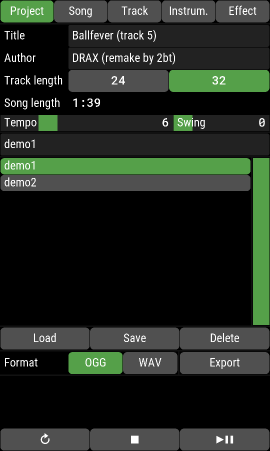 Project Song Track Instrum. Effect
Title Ballfever (track 5)
Author DRAX (remake by 2bt)
Track length 24 32
Song length 1:39
Tempo 6 Swing 0
demo1
demo1
demo2
Load Save Delete
Format OGG WAV Export